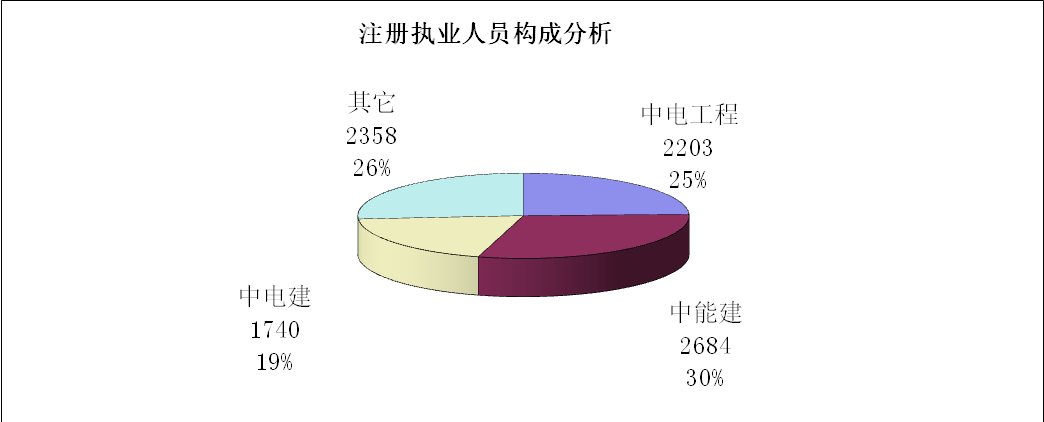 注册执业人员构成分析
其它
2358
26%
中电工程
2203
25%
中电建
1740
19%
中能建
2684
30%